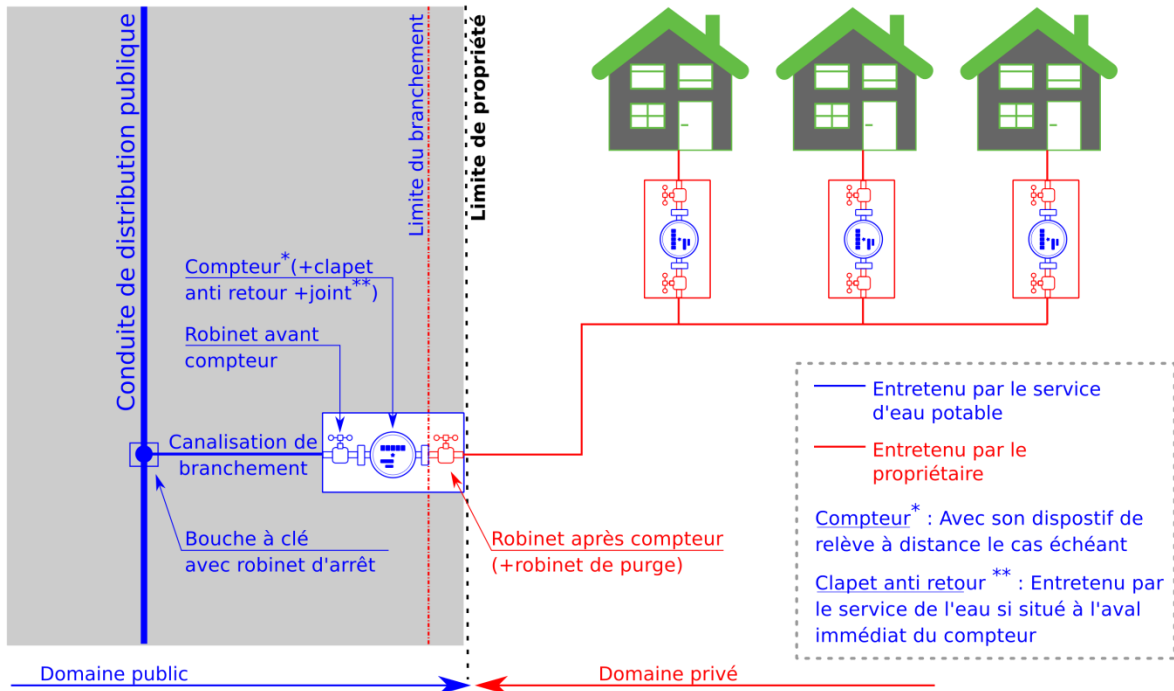 Conduite de distribution publique
Limite du branchement
Limite de propriété
Compteur*(+clapet
anti retour +joint**)
Robinet avant
compteur
Canalisation de
branchement
Bouche à clé
avec robinet d'arrêt
Robinet après compteur
(+robinet de purge)
Entretenu par le service
d'eau potable
Entretenu par le
propriétaire
Compteur* : Avec son dispostif de
relève à distance le cas échéant
Clapet anti retour ** : Entretenu par
le service de l'eau si situé à l'aval
immédiat du compteur
Domaine public
Domaine privé